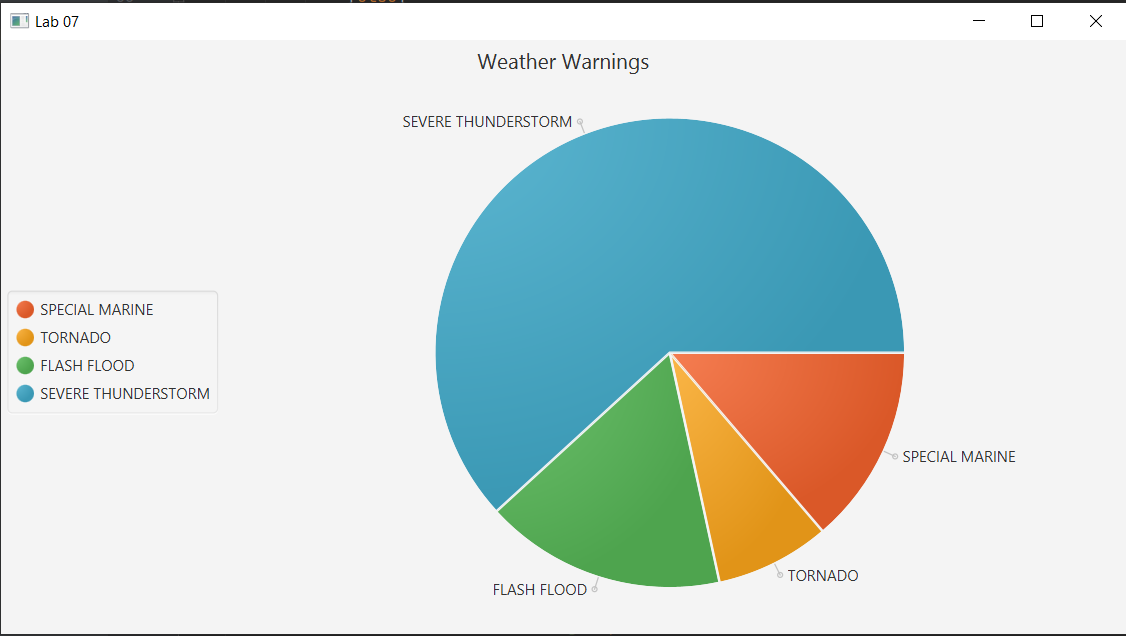 Lab 07
Weather Warnings
SEVERE THUNDERSTORM
SPECIAL MARINE
TORNADO
FLASH FLOOD
SEVERE THUNDERSTORM
SPECIAL MARINE
TORNADO
FLASH FLOOD